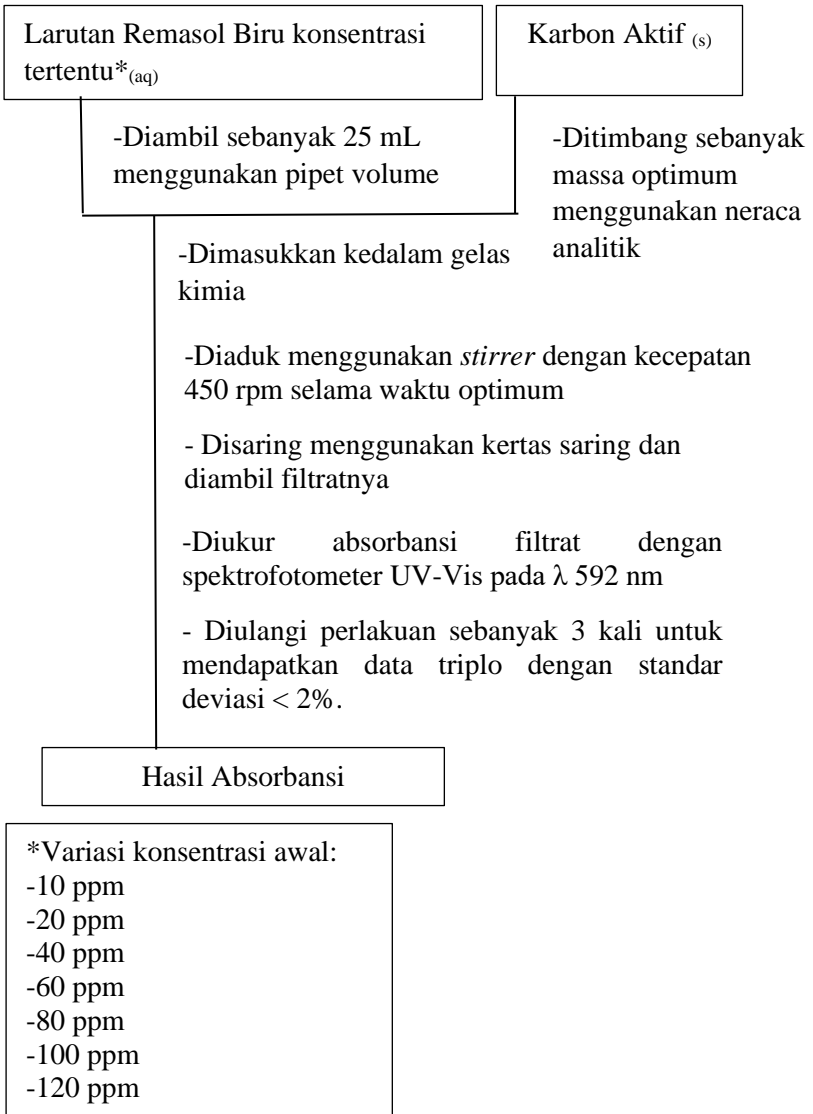 Larutan Remasol Biru konsentrasi
tertentu*(aq)
Karbon Aktif (s)
-Diambil sebanyak 25 mL
menggunakan pipet volume
-Ditimbang sebanyak
massa optimum
menggunakan neraca
analitik
-Dimasukkan kedalam gelas
kimia
-Diaduk menggunakan stirrer dengan kecepatan
450 rpm selama waktu optimum
- Disaring menggunakan kertas saring dan
diambil filtratnya
-Diukur absorbansi filtrat dengan
spektrofotometer UV-Vis pada λ 592 nm
- Diulangi perlakuan sebanyak 3 kali untuk
mendapatkan data triplo dengan standar
deviasi < 2%.
Hasil Absorbansi
*Variasi konsentrasi awal:
-10 ppm
-20 ppm
-40 ppm
-60 ppm
-80 ppm
-100 ppm
-120 ppm